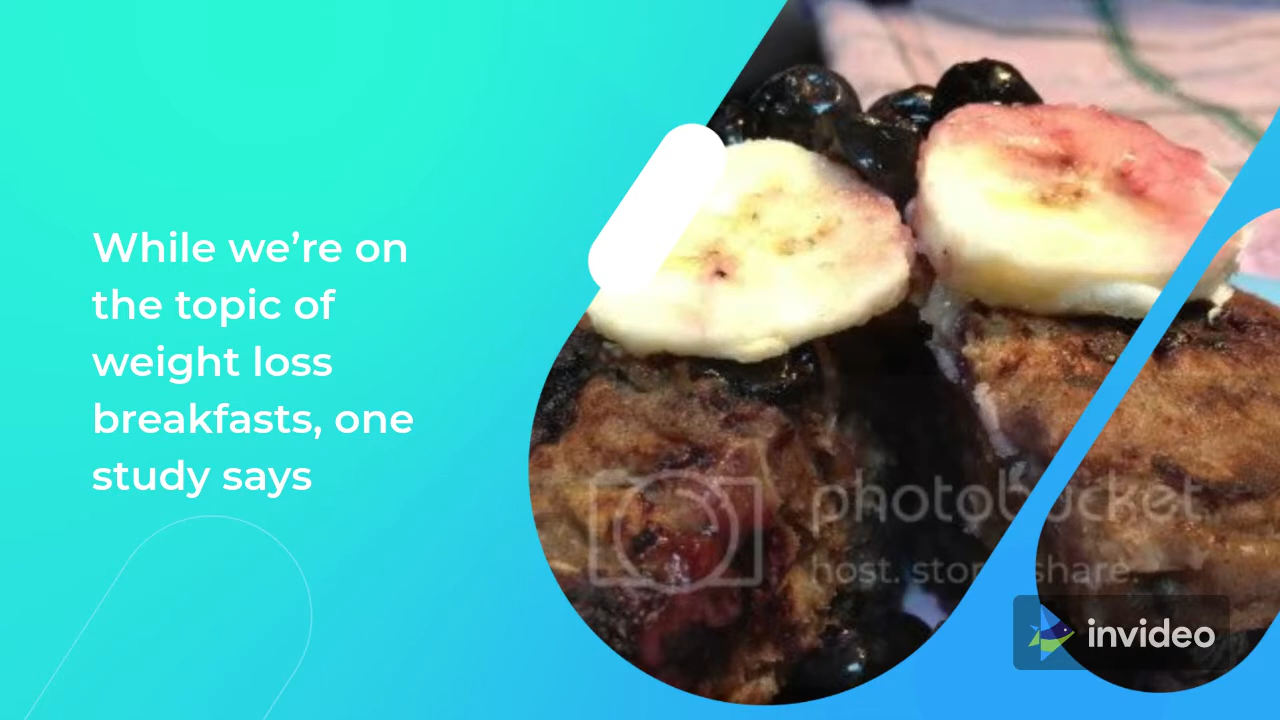 While we’re on
the topic of
weight loss
breakfasts, one
study says
photobucket
host. store. share.
invideo